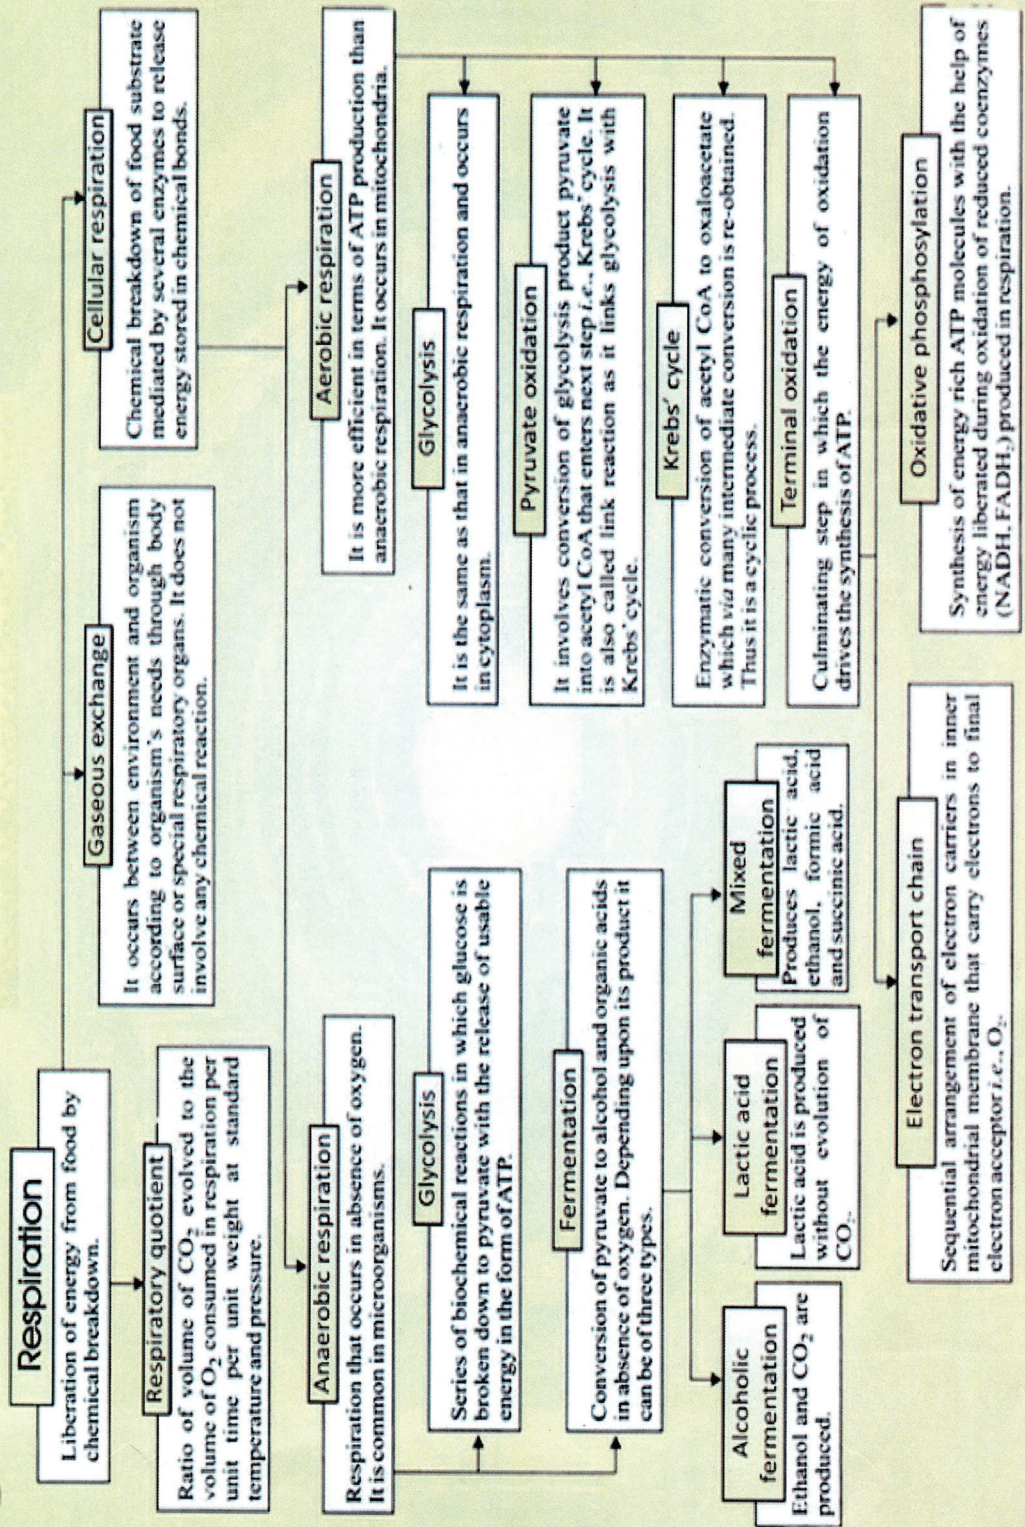 Respiration
Liberation of energy from food by
chemical breakdown.
Respiratory quotient
Ratio of volume of CO₂ evolved to the
volume of O₂ consumed in respiration per
unit time per unit weight at standard
temperature and pressure.
Gaseous exchange
It occurs between environment and organism
according to organism's needs through body
surface or special respiratory organs. It does not
involve any chemical reaction.
Cellular respiration
Chemical breakdown of food substrate
mediated by several enzymes to release
energy stored in chemical bonds.
Anaerobic respiration
Respiration that occurs in absence of oxygen.
It is common in microorganisms.
Glycolysis
Series of biochemical reactions in which glucose is
broken down to pyruvate with the release of usable
energy in the form of ATP.
Fermentation
Conversion of pyruvate to alcohol and organic acids
in absence of oxygen. Depending upon its product it
can be of three types.
Alcoholic
fermentation
Ethanol and CO₂ are
produced.
Lactic acid
fermentation
Lactic acid is produced
without evolution of
CO₂.
Mixed
fermentation
Produces lactic acid,
ethanol, formic acid
and succinic acid.
Aerobic respiration
It is more efficient in terms of ATP production than
anaerobic respiration. It occurs in mitochondria.
Glycolysis
It is the same as that in anaerobic respiration and occurs
in cytoplasm.
Pyruvate oxidation
It involves conversion of glycolysis product pyruvate
into acetyl CoA that enters next step i.e., Krebs' cycle. It
is also called link reaction as it links glycolysis with
Krebs' cycle.
Krebs' cycle
Enzymatic conversion of acetyl CoA to oxaloacetate
which via many intermediate conversion is re-obtained.
Thus it is a cyclic process.
Terminal oxidation
Culminating sep in which the energy of oxidation
drives the synthesis of ATP.
Electron transport chain
Sequential arrangement of electron carriers in inner
mitochondrial membrane that carry electrons to final
electron acceptor i.e., O₂.
Oxidative phosphosylation
Synthesis of energy rich ATP molecules with the help of
energy liberated during oxidation of reduced coenzymes
(NADH, FADH₂) produced in respiration.